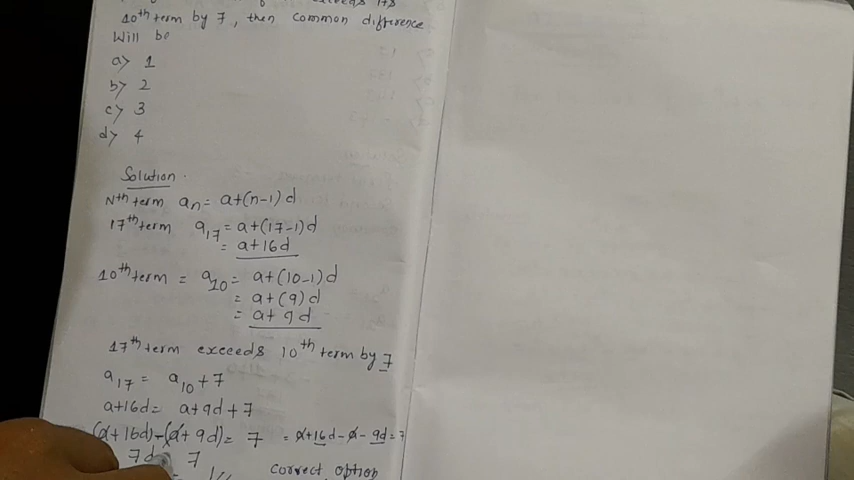 exceeds its
10th term by 7, then common difference
Will be
a> 1
b> 2
c> 3
d> 4
Solution.
Nth term an = a+(n-1)d
17th term a17 = a+(17-1)d
= a+16d
10th term = a10 = a+(10-1)d
= a+(9)d
= a+9d
17th term exceeds 10th term by 7
a17 = a10+7
a+16d = a+9d+7
(a+16d)-(a+9d) = 7 = a+16d-a-9d=7
7d 7
Correct option